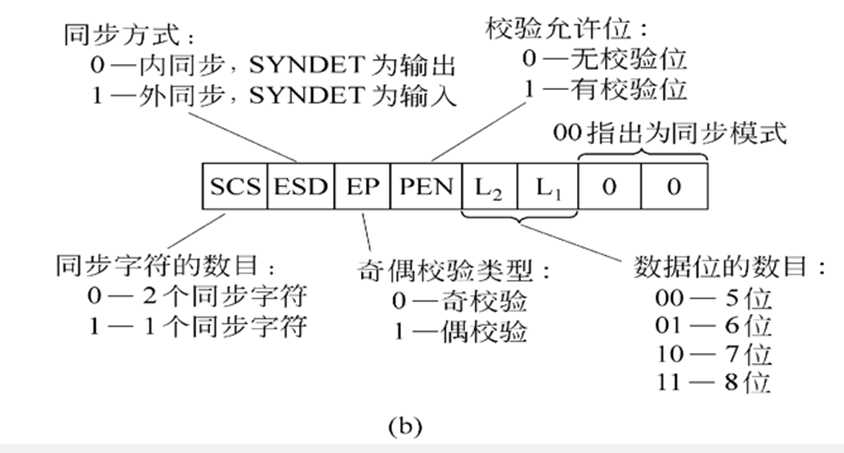 同步方式：
0—内同步，SYNDET为输出
1—外同步，SYNDET为输入
校验允许位：
0—无校验位
1—有校验位
00指出为同步模式
SCS ESD EP PEN L₂ L₁ 0 0
同步字符的数目：
0—2个同步字符
1—1个同步字符
奇偶校验类型：
0—奇校验
1—偶校验
数据位的数目：
00—5位
01—6位
10—7位
11—8位
(b)